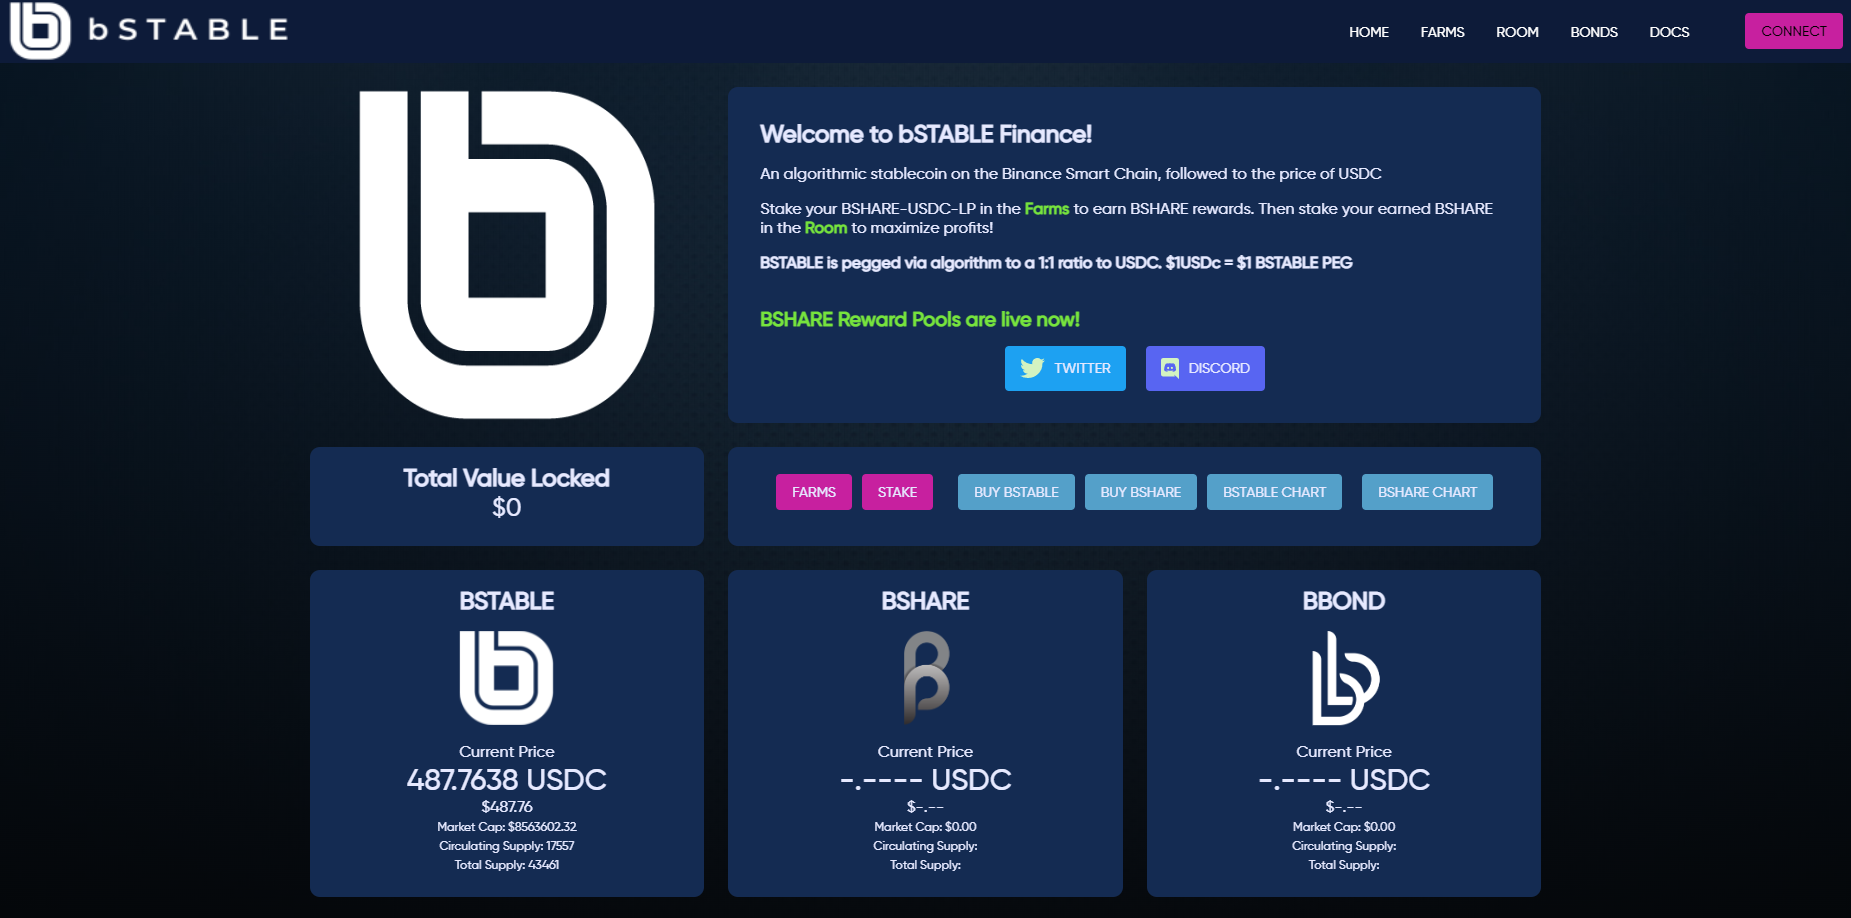 bSTABLE
HOME
FARMS
ROOM
BONDS
DOCS
CONNECT
Welcome to bSTABLE Finance!
An algorithmic stablecoin on the Binance Smart Chain, followed to the price of USDC
Stake your BSHARE-USDC-LP in the Farms to earn BSHARE rewards. Then stake your earned BSHARE
in the Room to maximize profits!
BSTABLE is pegged via algorithm to a 1:1 ratio to USDC. $1USDc = $1 BSTABLE PEG
BSHARE Reward Pools are live now!
TWITTER
DISCORD
Total Value Locked
$0
FARMS
STAKE
BUY BSTABLE
BUY BSHARE
BSTABLE CHART
BSHARE CHART
BSTABLE
Current Price
487.7638 USDC
$487.76
Market Cap: $8563602.32
Circulating Supply: 17557
Total Supply: 43461
BSHARE
Current Price
-.---- USDC
$-.--
Market Cap: $0.00
Circulating Supply:
Total Supply:
BBOND
Current Price
-.---- USDC
$-.--
Market Cap: $0.00
Circulating Supply:
Total Supply: